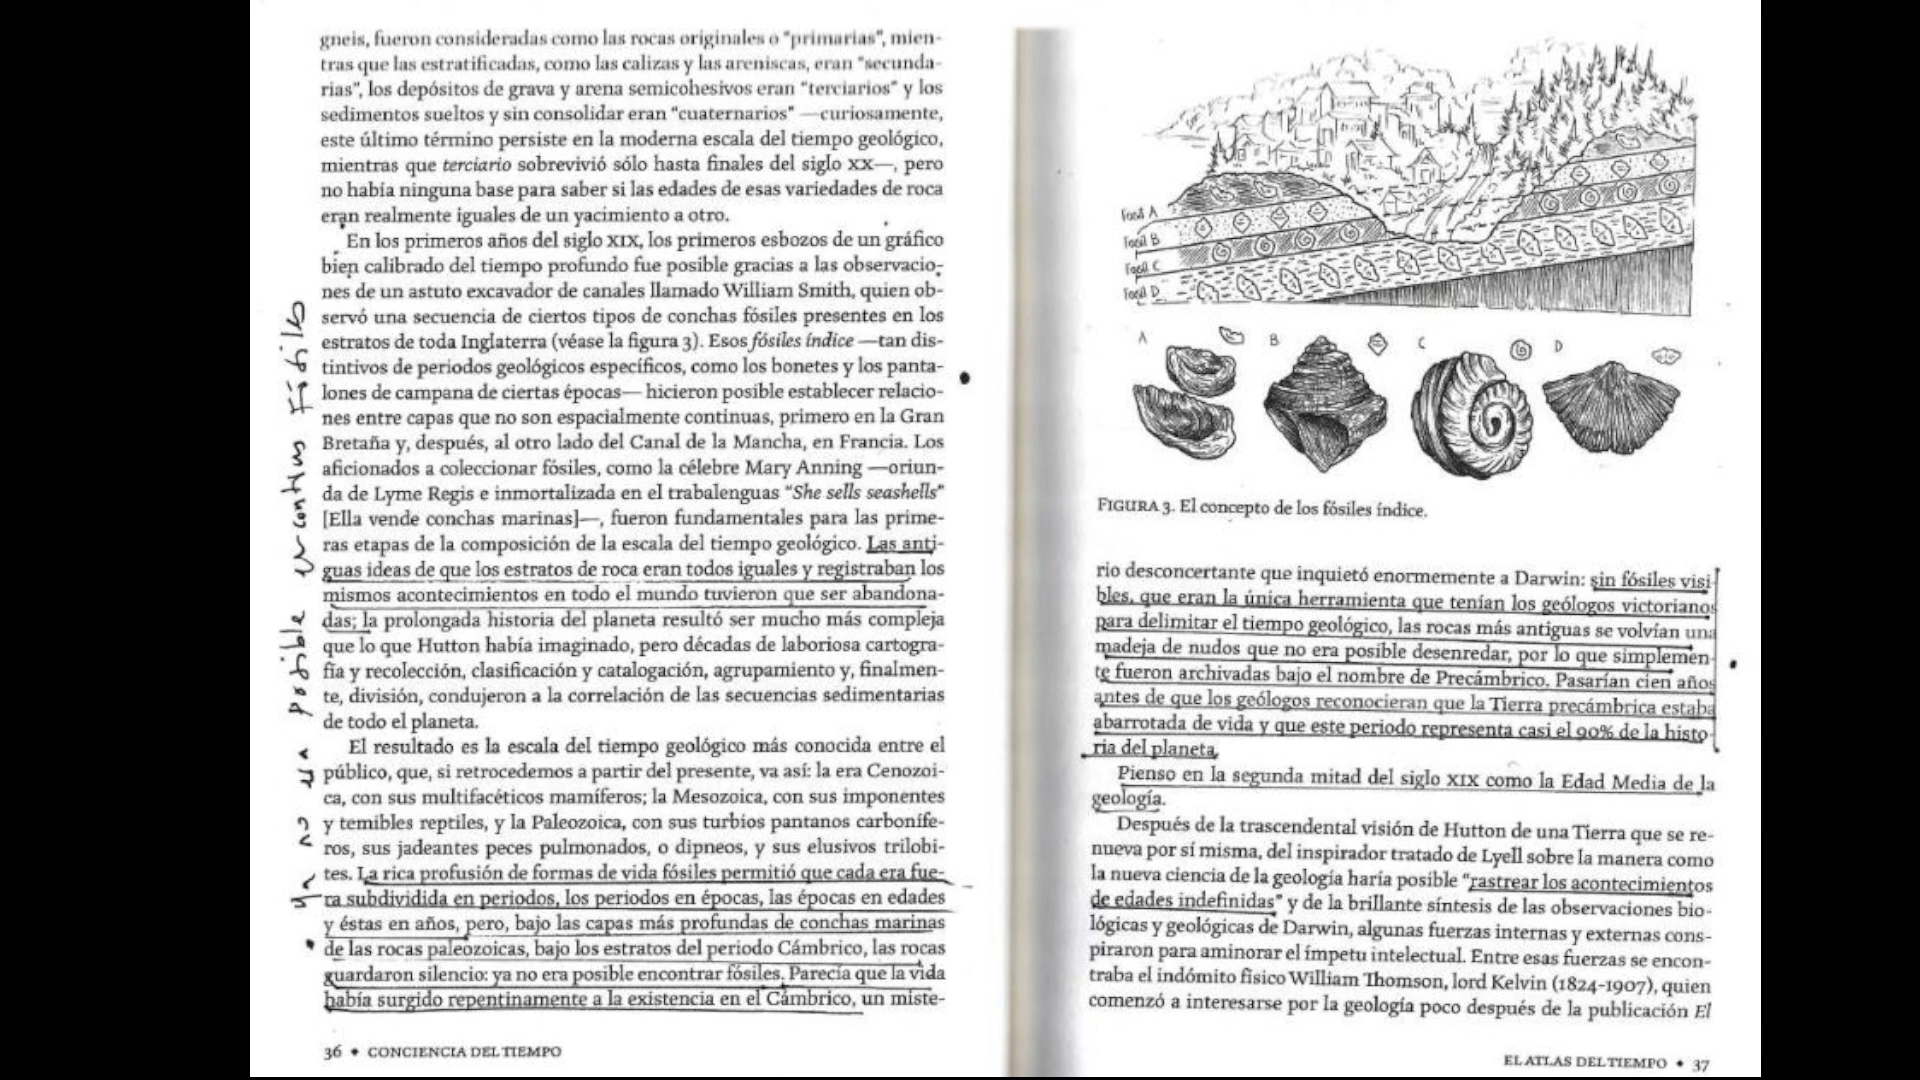 gneis, fueron consideradas como las rocas originales o "primarias", mien-
tras que las estratificadas, como las calizas y las areniscas, eran "secunda-
rias", los depósitos de grava y arena semicohesivos eran "terciarios" y los
sedimentos sueltos y sin consolidar eran "cuaternarios" —curiosamente,
este último término persiste en la moderna escala del tiempo geológico,
mientras que terciario sobrevivió sólo hasta finales del siglo XX—, pero
no había ninguna base para saber si las edades de esas variedades de roca
eran realmente iguales de un yacimiento a otro.
En los primeros años del siglo XIX, los primeros esbozos de un gráfico
bien calibrado del tiempo profundo fue posible gracias a las observacio-
nes de un astuto excavador de canales llamado William Smith, quien ob-
servó una secuencia de ciertos tipos de conchas fósiles presentes en los
estratos de toda Inglaterra (véase la figura 3). Esos fósiles índice —tan dis-
tintivos de periodos geológicos específicos, como los bonetes y los panta-
lones de campana de ciertas épocas— hicieron posible establecer relacio-
nes entre capas que no son espacialmente continuas, primero en la Gran
Bretaña y, después, al otro lado del Canal de la Mancha, en Francia. Los
aficionados a coleccionar fósiles, como la célebre Mary Anning —oriun-
da de Lyme Regis e inmortalizada en el trabalenguas "She sells seashells"
[Ella vende conchas marinas]—, fueron fundamentales para las prime-
ras etapas de la composición de la escala del tiempo geológico. Las anti-
guas ideas de que los estratos de roca eran todos iguales y registraban los
mismos acontecimientos en todo el mundo tuvieron que ser abandona-
das; la prolongada historia del planeta resultó ser mucho más compleja
que lo que Hutton había imaginado, pero décadas de laboriosa cartogra-
fía y recolección, clasificación y catalogación, agrupamiento y, finalmen-
te, división, condujeron a la correlación de las secuencias sedimentarias
de todo el planeta.
El resultado es la escala del tiempo geológico más conocida entre el
público, que, si retrocedemos a partir del presente, va así: la era Cenozoi-
ca, con sus multifacéticos mamíferos; la Mesozoica, con sus imponentes
y temibles reptiles, y la Paleozoica, con sus turbios pantanos carbonífe-
ros, sus jadeantes peces pulmonados, o dipneos, y sus elusivos trilobi-
tes. La rica profusión de formas de vida fósiles permitió que cada era fue-
ra subdividida en periodos, los periodos en épocas, las épocas en edades
y éstas en años, pero, bajo las capas más profundas de conchas marinas
de las rocas paleozoicas, bajo los estratos del periodo Cámbrico, las rocas
guardaron silencio: ya no era posible encontrar fósiles. Parecía que la vida
había surgido repentinamente a la existencia en el Cámbrico, un miste-
36 • CONCIENCIA DEL TIEMPO
ya no era posible encontrar Fósiles
Fosil A
Fosil B
Fosil C
Fosil D
A B C D
FIGURA 3. El concepto de los fósiles índice.
rio desconcertante que inquietó enormemente a Darwin: sin fósiles visi-
bles, que eran la única herramienta que tenían los geólogos victorianos
para delimitar el tiempo geológico, las rocas más antiguas se volvían una
madeja de nudos que no era posible desenredar, por lo que simplemen-
te fueron archivadas bajo el nombre de Precámbrico. Pasarían cien años
antes de que los geólogos reconocieran que la Tierra precámbrica estaba
abarrotada de vida y que este periodo representa casi el 90% de la histo-
ria del planeta.
Pienso en la segunda mitad del siglo XIX como la Edad Media de la
geología.
Después de la trascendental visión de Hutton de una Tierra que se re-
nueva por sí misma, del inspirador tratado de Lyell sobre la manera como
la nueva ciencia de la geología haría posible "rastrear los acontecimientos
de edades indefinidas" y de la brillante síntesis de las observaciones bio-
lógicas y geológicas de Darwin, algunas fuerzas internas y externas cons-
piraron para aminorar el ímpetu intelectual. Entre esas fuerzas se encon-
traba el indómito físico William Thomson, lord Kelvin (1824-1907), quien
comenzó a interesarse por la geología poco después de la publicación El
EL ATLAS DEL TIEMPO • 37